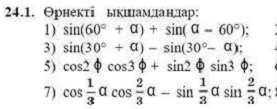 24.1. Өрнекті ықшамдаңдар:
1) sin(60° + α) + sin( α − 60°);
3) sin(30° + α) − sin(30°− α);
5) cos2ϕ cos3ϕ + sin2ϕ sin3ϕ;
7) cos 1/3 α cos 2/3 α − sin 1/3 α sin 2/3 α;